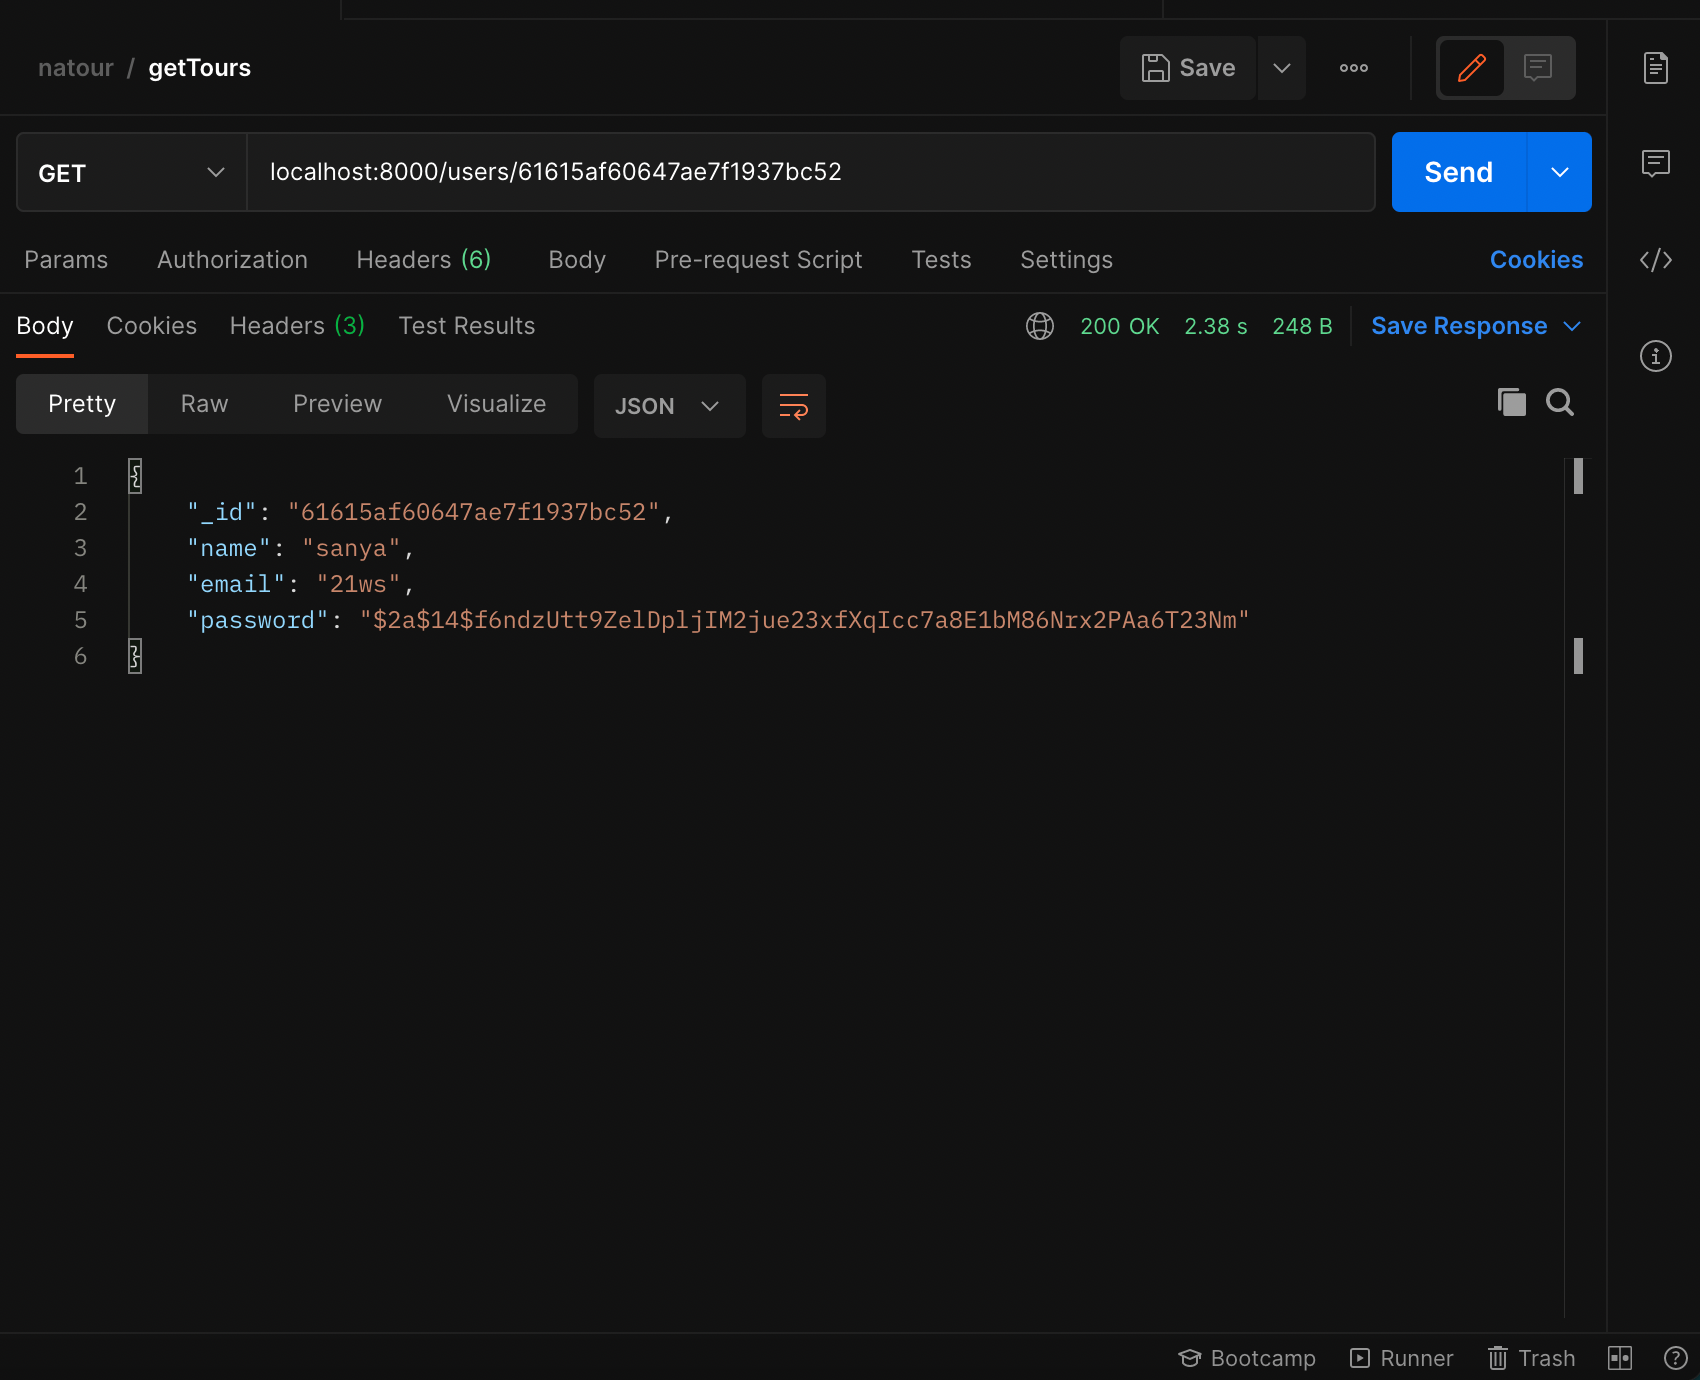 natour / getTours
Save
GET
localhost:8000/users/61615af60647ae7f1937bc52
Send
Params Authorization Headers (6) Body Pre-request Script Tests Settings Cookies
Body Cookies Headers (3) Test Results 200 OK 2.38 s 248 B Save Response
Pretty Raw Preview Visualize JSON
1 {
2 "_id": "61615af60647ae7f1937bc52",
3 "name": "sanya",
4 "email": "21ws",
5 "password": "$2a$14$f6ndzUtt9ZelDpljIM2jue23xfXqIcc7a8E1bM86Nrx2PAa6T23Nm"
6 }
Bootcamp Runner Trash